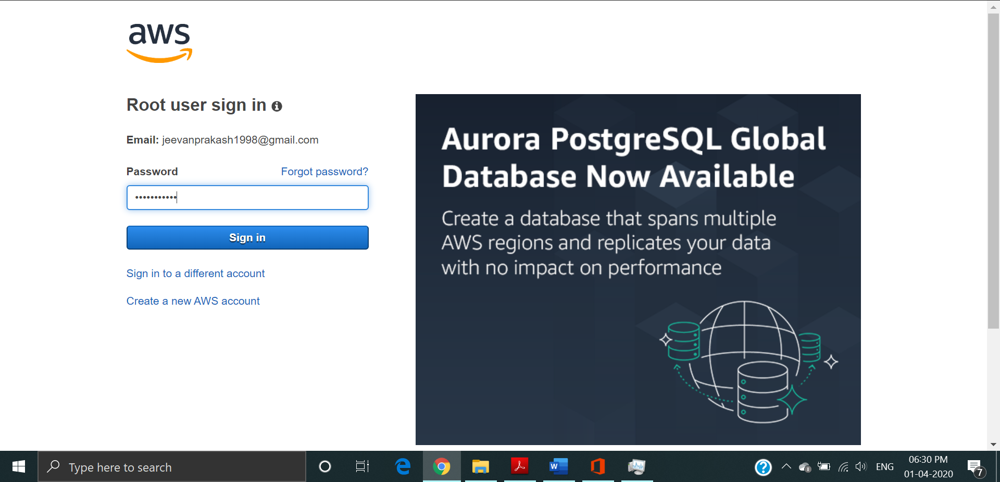 aws
Root user sign in
Email: jeevanprakash1998@gmail.com
Password
Forgot password?
•••••••••••
Sign in
Sign in to a different account
Create a new AWS account
Aurora PostgreSQL Global
Database Now Available
Create a database that spans multiple
AWS regions and replicates your data
with no impact on performance
Type here to search
ENG
06:30 PM
01-04-2020
7